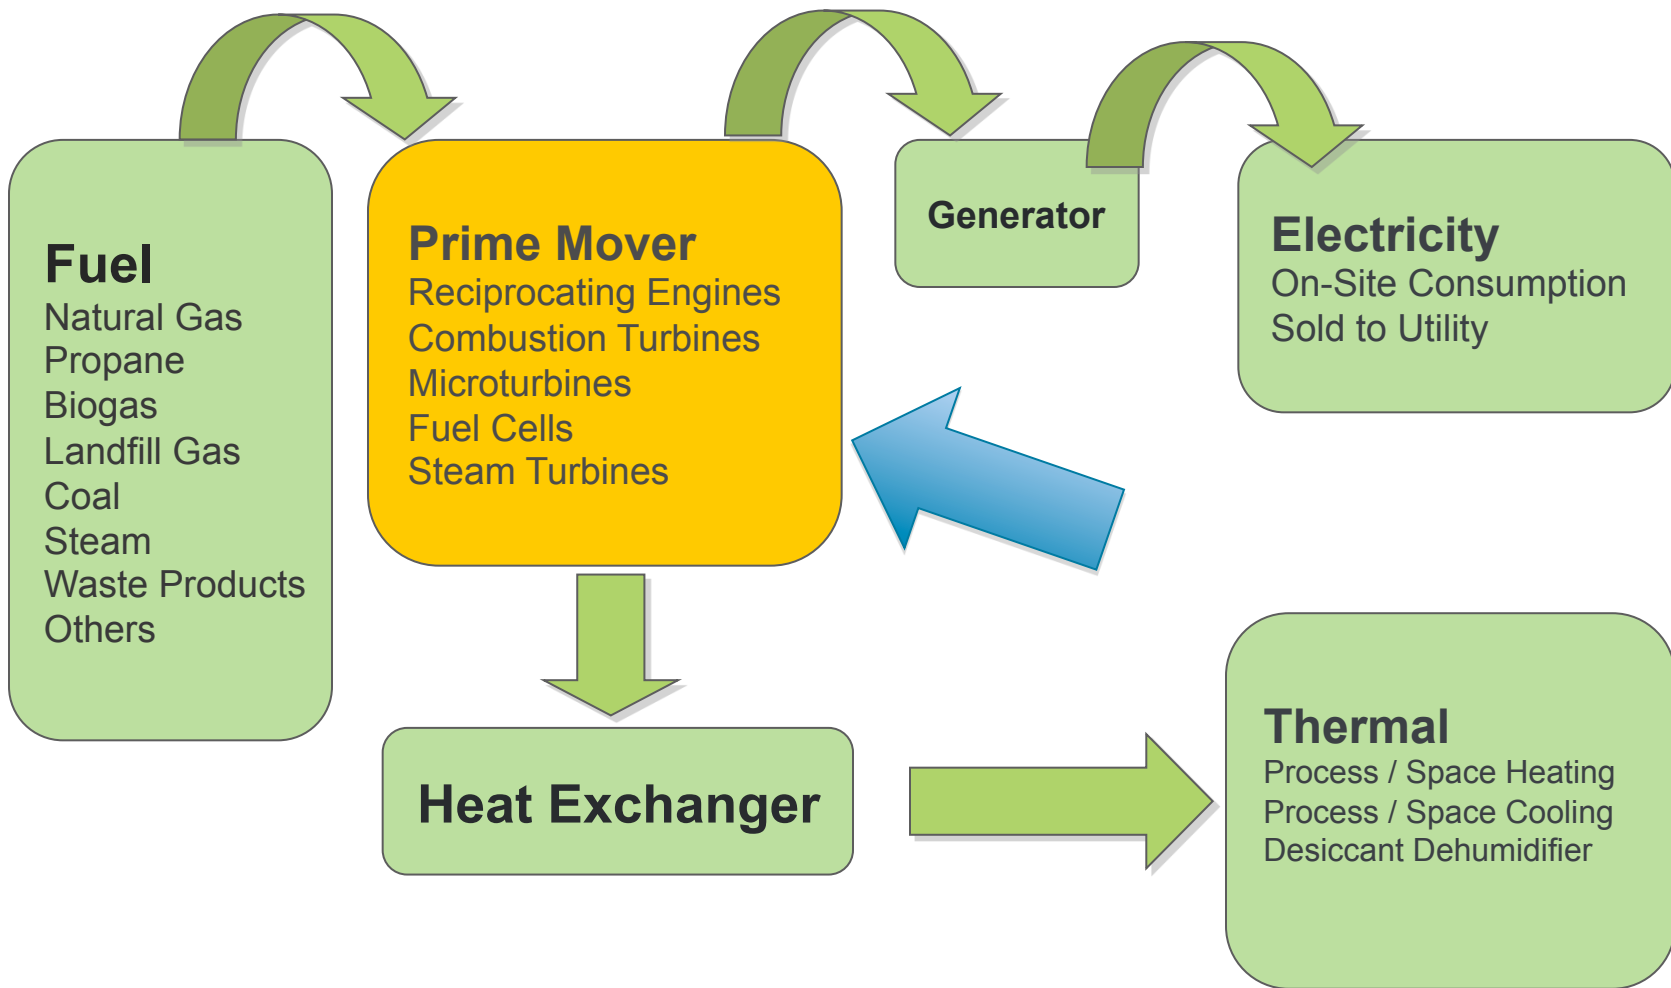 Fuel
Natural Gas
Propane
Biogas
Landfill Gas
Coal
Steam
Waste Products
Others
Prime Mover
Reciprocating Engines
Combustion Turbines
Microturbines
Fuel Cells
Steam Turbines
Generator
Electricity
On-Site Consumption
Sold to Utility
Heat Exchanger
Thermal
Process / Space Heating
Process / Space Cooling
Desiccant Dehumidifier